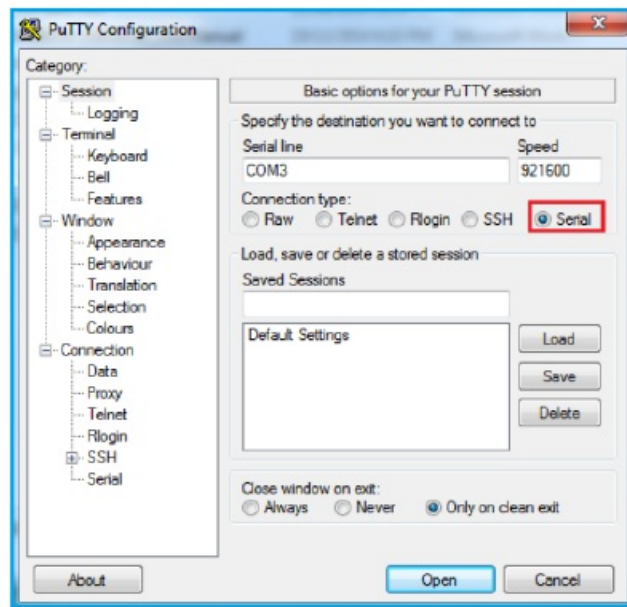 PuTTY Configuration
Category:
Session
Logging
Terminal
Keyboard
Bell
Features
Window
Appearance
Behaviour
Translation
Selection
Colours
Connection
Data
Proxy
Telnet
Rlogin
SSH
Serial
Basic options for your PuTTY session
Specify the destination you want to connect to
Serial line Speed
COM3 921600
Connection type:
Raw Telnet Rlogin SSH Serial
Load, save or delete a stored session
Saved Sessions
Default Settings
Load
Save
Delete
Close window on exit:
Always Never Only on clean exit
About Open Cancel